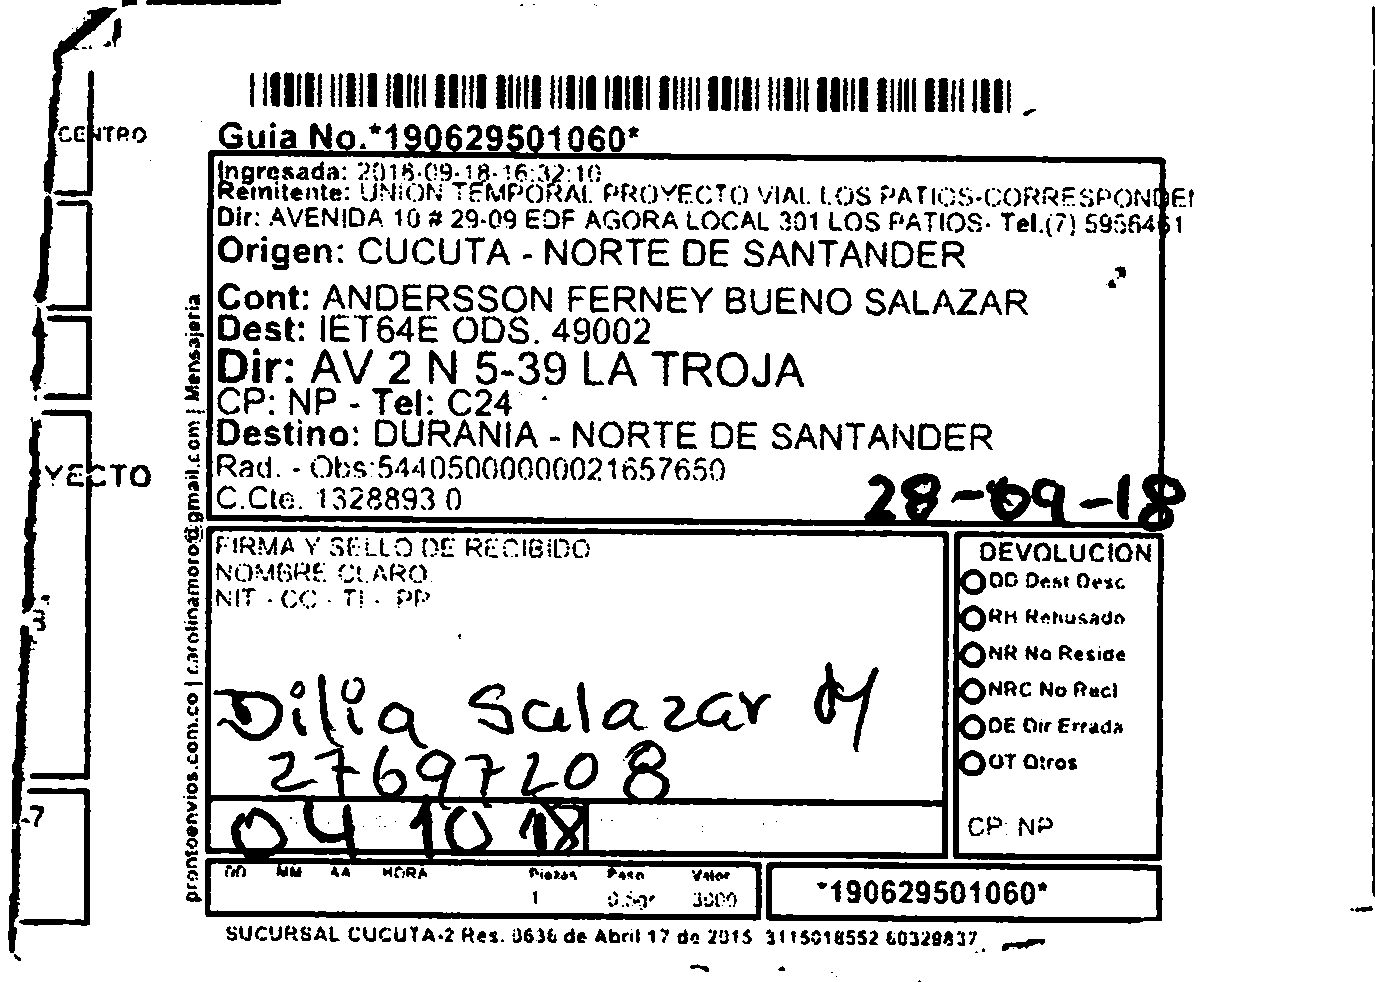 CENTRO
YECTO
-7
Guia No.*190629501060*
Ingresada: 2018-09-18-16:32:10
Remitente: UNION TEMPORAL PROYECTO VIAL LOS PATIOS-CORRESPONDEN
Dir: AVENIDA 10 # 29-09 EDF AGORA LOCAL 301 LOS PATIOS- Tel.(7) 5956461
Origen: CUCUTA - NORTE DE SANTANDER
Cont: ANDERSSON FERNEY BUENO SALAZAR
Dest: IET64E ODS. 49002
Dir: AV 2 N 5-39 LA TROJA
CP: NP - Tel: C24
Destino: DURANIA - NORTE DE SANTANDER
Rad. - Obs:544050000000021657650
C.Cte. 1328893 0
28-09-18
prontoenvios.com.co | carolinamoro@gmail.com | Mensajeria
FIRMA Y SELLO DE RECIBIDO
NOMBRE CLARO
NIT - CC - TI - PP
Dilia Salazar M
27697208
04 10 18
DD MM AA HORA
Piezas Peso Valor
1 0.5gr 3000
DEVOLUCION
DD Dest Desc
RH Rehusado
NR No Reside
NRC No Recl
DE Dir Errada
OT Otros
CP: NP
*190629501060*
SUCURSAL CUCUTA-2 Res. 0636 de Abril 17 de 2015 3115018552 60329837